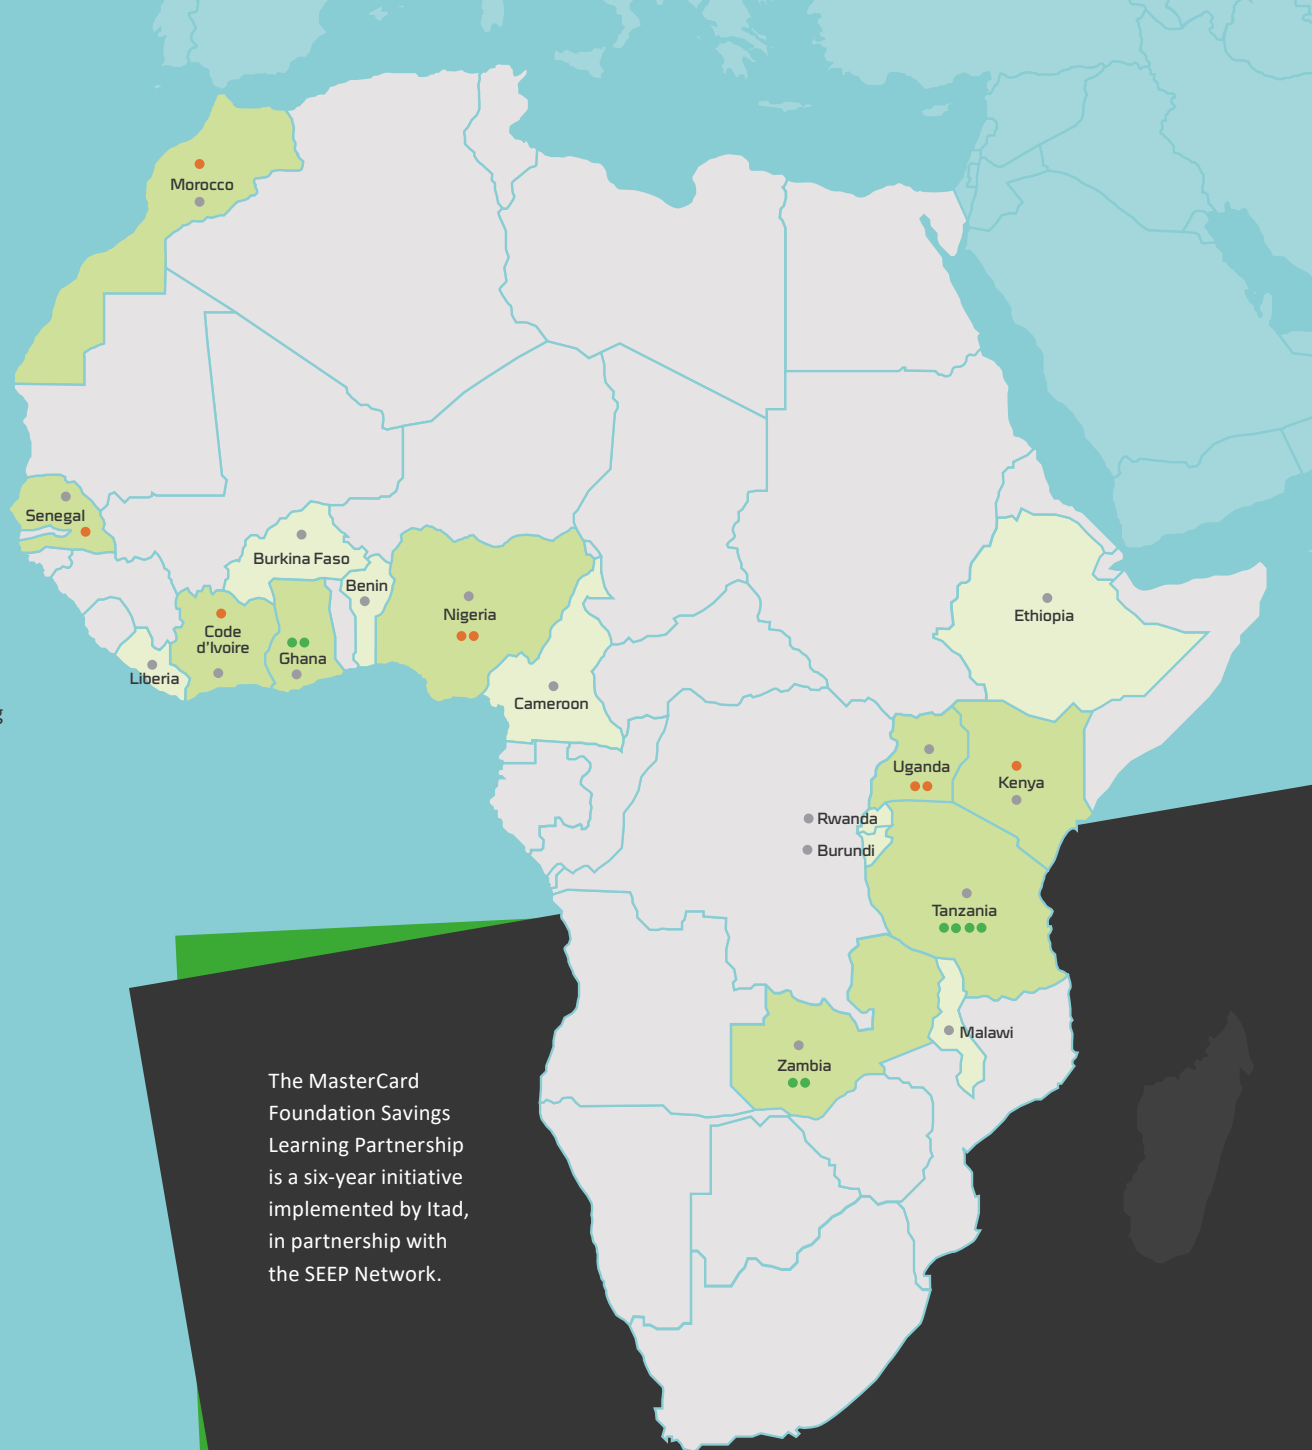 Morocco
Senegal
Burkina Faso
Benin
Nigeria
Code
d'Ivoire
Ghana
Liberia
Cameroon
Ethiopia
g
Uganda
Kenya
Rwanda
Burundi
Tanzania
Malawi
Zambia
The MasterCard
Foundation Savings
Learning Partnership
is a six-year initiative
implemented by Itad,
in partnership with
the SEEP Network.